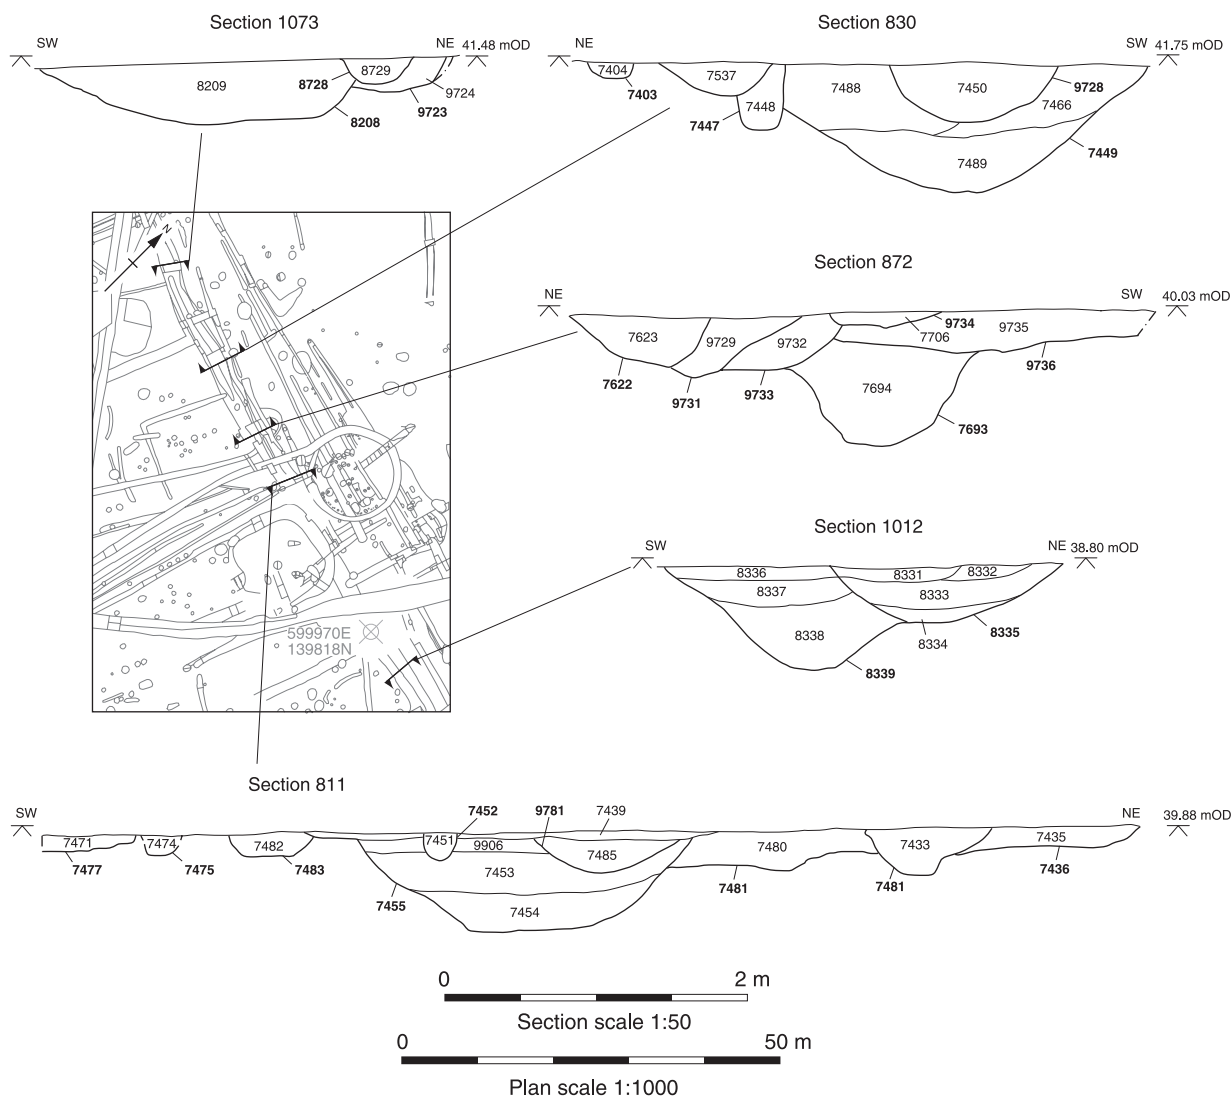 Section 1073
SW
NE
41.48 mOD
8729
8728
8209
9724
9723
8208
Section 830
NE
SW
41.75 mOD
7404
7403
7537
7448
7447
7488
7450
9728
7466
7489
7449
N
599970E
139818N
Section 872
NE
SW
40.03 mOD
7623
9729
9732
7706
9734
9735
7622
9731
9733
7694
9736
7693
Section 1012
SW
NE
38.80 mOD
8336
8331
8332
8337
8333
8338
8334
8335
8339
Section 811
SW
NE
39.88 mOD
7452
9781
7439
7471
7474
7482
7451
9906
7485
7480
7433
7435
7477
7475
7483
7453
7481
7481
7436
7455
7454
0
2 m
Section scale 1:50
0
50 m
Plan scale 1:1000